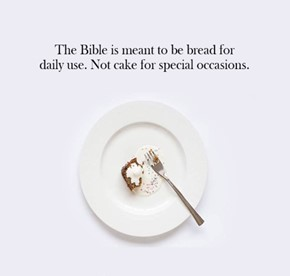 The Bible is meant to be bread for
daily use. Not cake for special occasions.